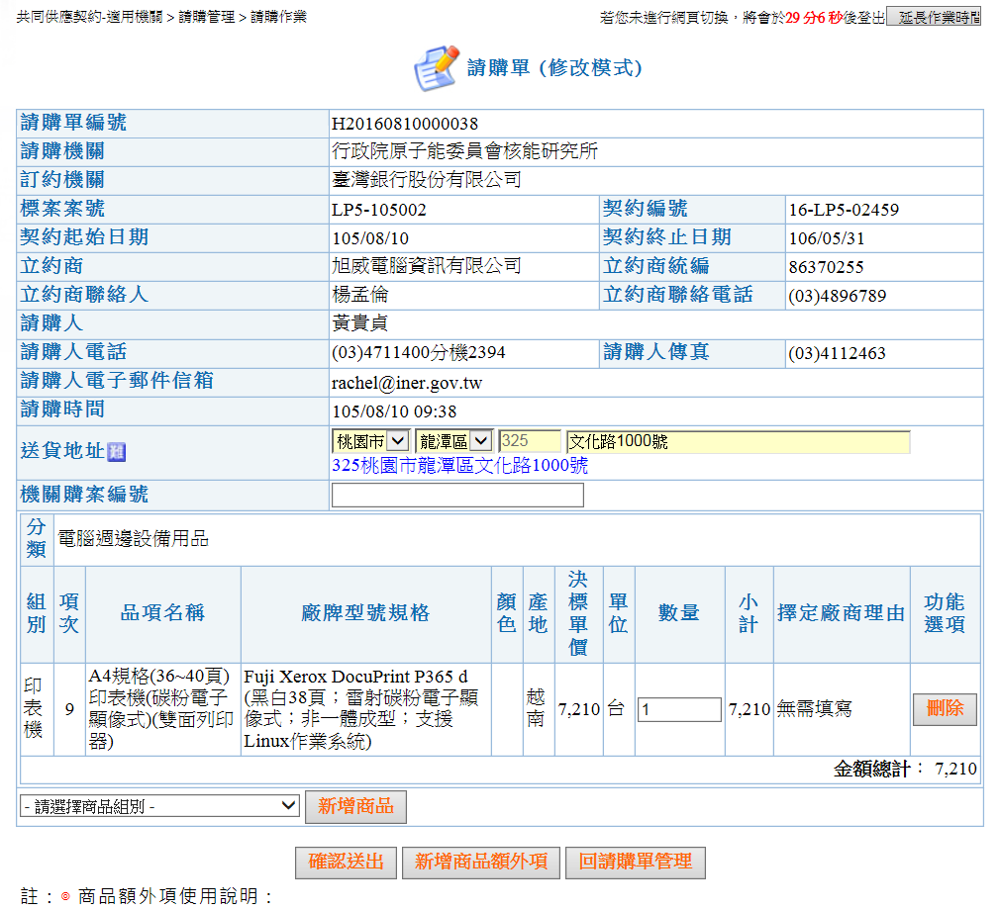 共同供應契約-適用機關 > 請購管理 > 請購作業
若您未進行網頁切換，將會於29 分6 秒後登出 延長作業時間
請購單 (修改模式)
請購單編號 H20160810000038
請購機關 行政院原子能委員會核能研究所
訂約機關 臺灣銀行股份有限公司
標案案號 LP5-105002 契約編號 16-LP5-02459
契約起始日期 105/08/10 契約終止日期 106/05/31
立約商 旭威電腦資訊有限公司 立約商統編 86370255
立約商聯絡人 楊孟倫 立約商聯絡電話 (03)4896789
請購人 黃貴貞
請購人電話 (03)4711400分機2394 請購人傳真 (03)4112463
請購人電子郵件信箱 rachel@iner.gov.tw
請購時間 105/08/10 09:38
送貨地址 難 桃園市 龍潭區 325 文化路1000號
325桃園市龍潭區文化路1000號
機關購案編號
分類 電腦週邊設備用品
組別 項次 品項名稱 廠牌型號規格 顏色 產地 決標單價 單位 數量 小計 擇定廠商理由 功能選項
印表機 9
A4規格(36~40頁)
印表機(碳粉電子
顯像式)(雙面列印
器)
Fuji Xerox DocuPrint P365 d
(黑白38頁；雷射碳粉電子顯
像式；非一體成型；支援
Linux作業系統)
越南 7,210 台 1 7,210 無需填寫 刪除
金額總計： 7,210
- 請選擇商品組別 - 新增商品
確認送出 新增商品額外項 回請購單管理
註：◎ 商品額外項使用說明：